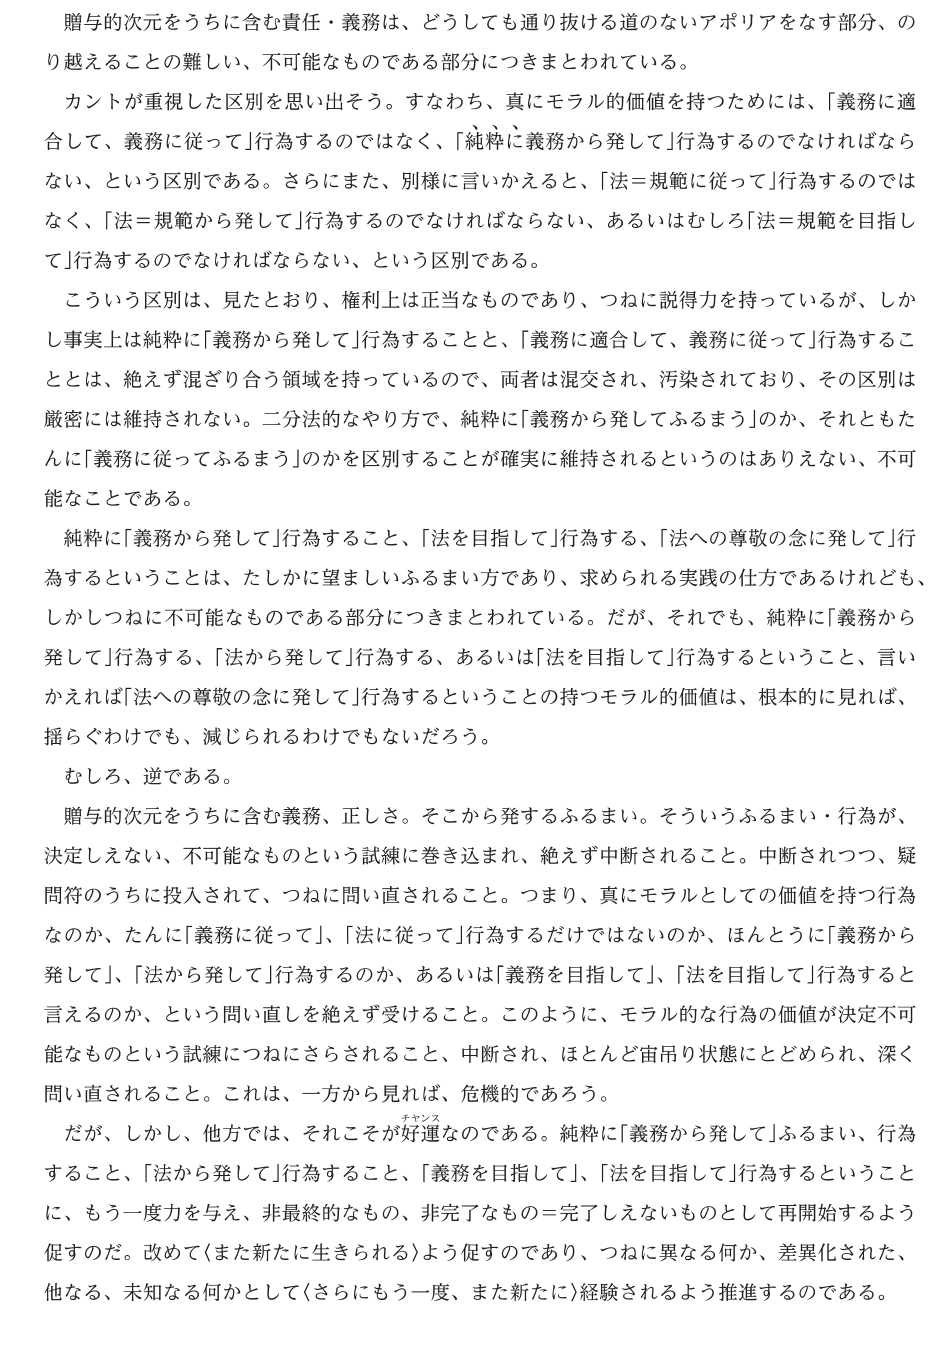 贈与的次元をうちに含む責任・義務は、どうしても通り抜ける道のないアポリアをなす部分、の
り越えることの難しい、不可能なものである部分につきまとわれている。
　カントが重視した区別を思い出そう。すなわち、真にモラル的価値を持つためには、｢義務に適
合して、義務に従って｣行為するのではなく、｢純粋に義務から発して｣行為するのでなければなら
ない、という区別である。さらにまた、別様に言いかえると、｢法＝規範に従って｣行為するのでは
なく、｢法＝規範から発して｣行為するのでなければならない、あるいはむしろ｢法＝規範を目指し
て｣行為するのでなければならない、という区別である。
　こういう区別は、見たとおり、権利上は正当なものであり、つねに説得力を持っているが、しか
し事実上は純粋に｢義務から発して｣行為することと、｢義務に適合して、義務に従って｣行為するこ
ととは、絶えず混ざり合う領域を持っているので、両者は混交され、汚染されており、その区別は
厳密には維持されない。二分法的なやり方で、純粋に｢義務から発してふるまう｣のか、それともた
んに｢義務に従ってふるまう｣のかを区別することが確実に維持されるというのはありえない、不可
能なことである。
　純粋に｢義務から発して｣行為すること、｢法を目指して｣行為する、｢法への尊敬の念に発して｣行
為するということは、たしかに望ましいふるまい方であり、求められる実践の仕方であるけれども、
しかしつねに不可能なものである部分につきまとわれている。だが、それでも、純粋に｢義務から
発して｣行為する、｢法から発して｣行為する、あるいは｢法を目指して｣行為するということ、言い
かえれば｢法への尊敬の念に発して｣行為するということの持つモラル的価値は、根本的に見れば、
揺らぐわけでも、減じられるわけでもないだろう。
　むしろ、逆である。
　贈与的次元をうちに含む義務、正しさ。そこから発するふるまい。そういうふるまい・行為が、
決定しえない、不可能なものという試練に巻き込まれ、絶えず中断されること。中断されつつ、疑
問符のうちに投入されて、つねに問い直されること。つまり、真にモラルとしての価値を持つ行為
なのか、たんに｢義務に従って｣、｢法に従って｣行為するだけではないのか、ほんとうに｢義務から
発して｣、｢法から発して｣行為するのか、あるいは｢義務を目指して｣、｢法を目指して｣行為すると
言えるのか、という問い直しを絶えず受けること。このように、モラル的な行為の価値が決定不可
能なものという試練につねにさらされること、中断され、ほとんど宙吊り状態にとどめられ、深く
問い直されること。これは、一方から見れば、危機的であろう。
チャンス
　だが、しかし、他方では、それこそが好運なのである。純粋に｢義務から発して｣ふるまい、行為
すること、｢法から発して｣行為すること、｢義務を目指して｣、｢法を目指して｣行為するということ
に、もう一度力を与え、非最終的なもの、非完了なもの＝完了しえないものとして再開始するよう
促すのだ。改めて〈また新たに生きられる〉よう促すのであり、つねに異なる何か、差異化された、
他なる、未知なる何かとして〈さらにもう一度、また新たに〉経験されるよう推進するのである。